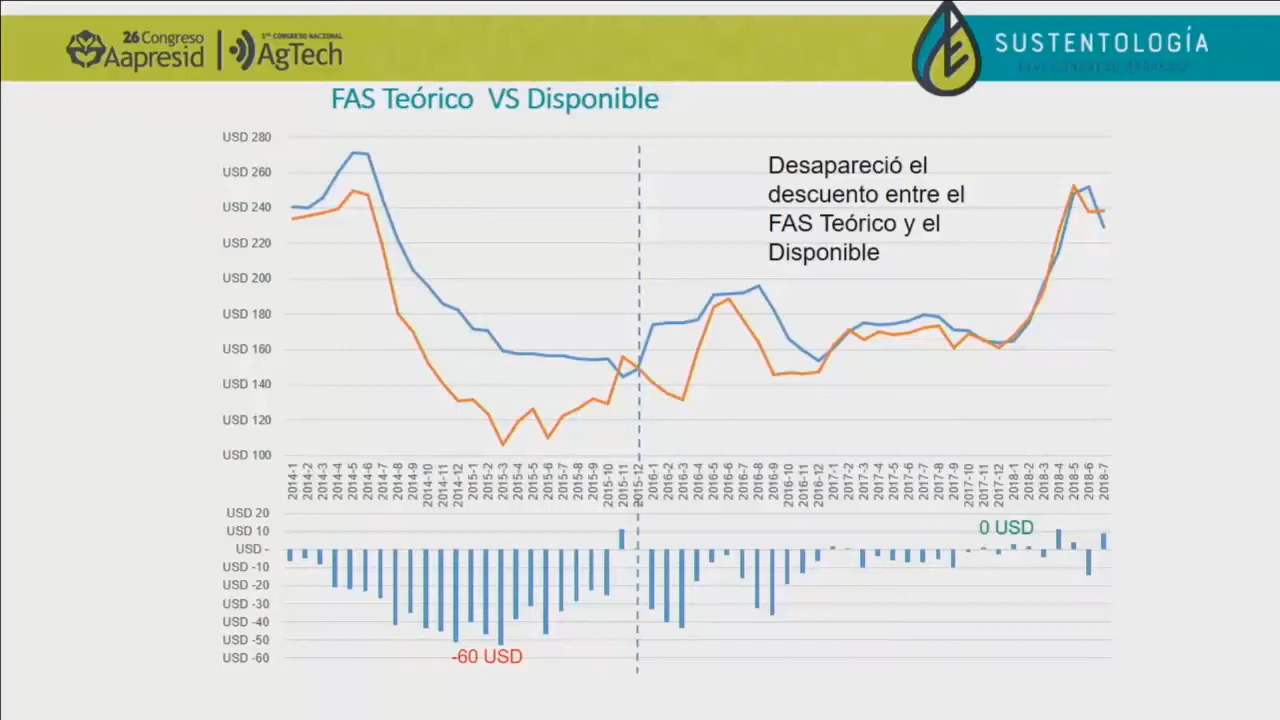 26 Congreso
Aapresid
1er CONGRESO NACIONAL
AgTech
SUSTENTOLOGÍA
XXVI CONGRESO AAPRESID
FAS Teórico VS Disponible
USD 280
USD 260
USD 240
USD 220
USD 200
USD 180
USD 160
USD 140
USD 120
USD 100
Desapareció el
descuento entre el
FAS Teórico y el
Disponible
2014-1
2014-2
2014-3
2014-4
2014-5
2014-6
2014-7
2014-8
2014-9
2014-10
2014-11
2014-12
2015-1
2015-2
2015-3
2015-4
2015-5
2015-6
2015-7
2015-8
2015-9
2015-10
2015-11
2015-12
2016-1
2016-2
2016-3
2016-4
2016-5
2016-6
2016-7
2016-8
2016-9
2016-10
2016-11
2016-12
2017-1
2017-2
2017-3
2017-4
2017-5
2017-6
2017-7
2017-8
2017-9
2017-10
2017-11
2017-12
2018-1
2018-2
2018-3
2018-4
2018-5
2018-6
2018-7
USD 20
USD 10
USD -
USD -10
USD -20
USD -30
USD -40
USD -50
USD -60
0 USD
-60 USD